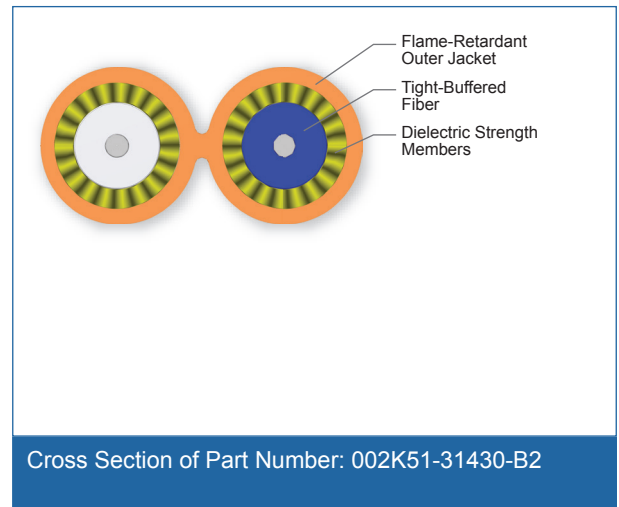 Flame-Retardant
Outer Jacket
Tight-Buffered
Fiber
Dielectric Strength
Members
Cross Section of Part Number: 002K51-31430-B2